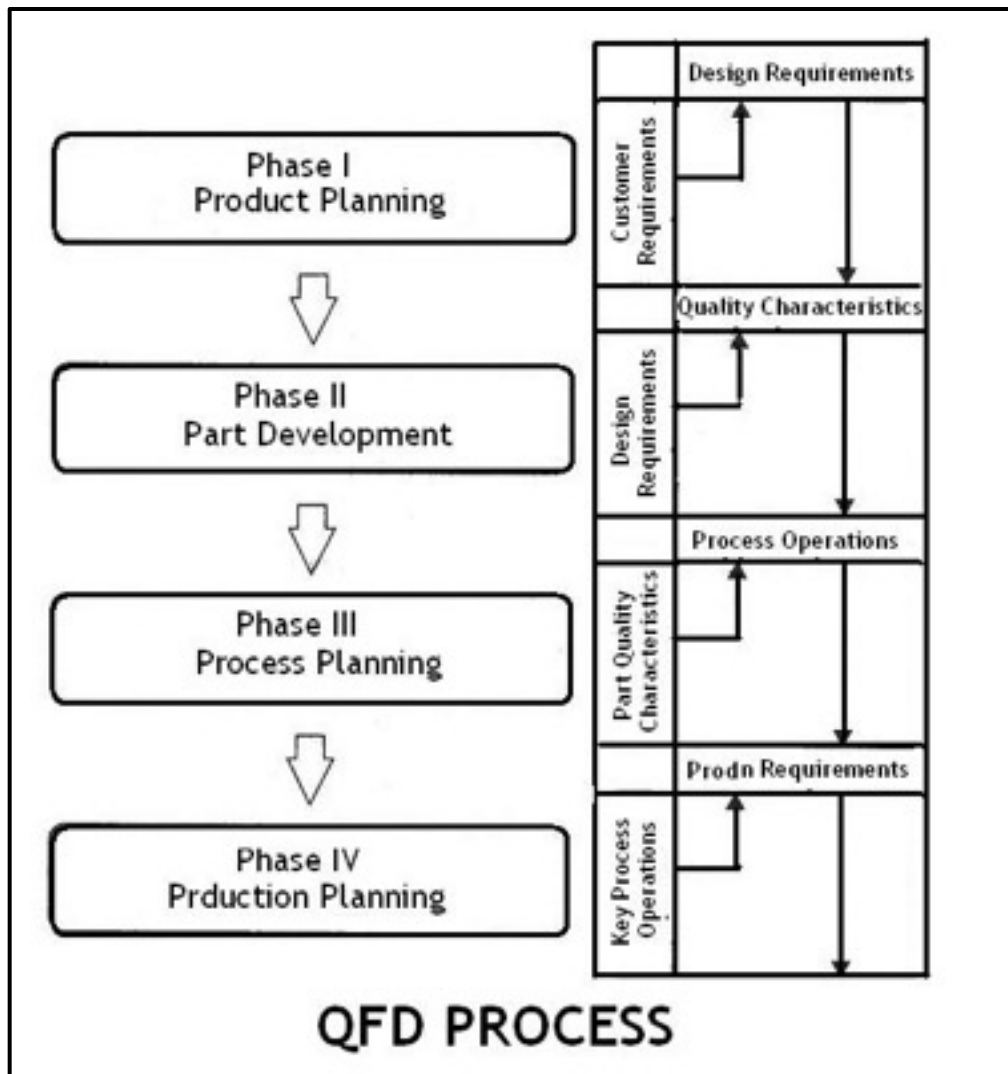 Phase I
Product Planning
Phase II
Part Development
Phase III
Process Planning
Phase IV
Prduction Planning
Design Requirements
Customer
Requirements
Quality Characteristics
Design
Requirements
Process Operations
Part Quality
Characteristics
Prodn Requirements
Key Process
Operations
QFD PROCESS